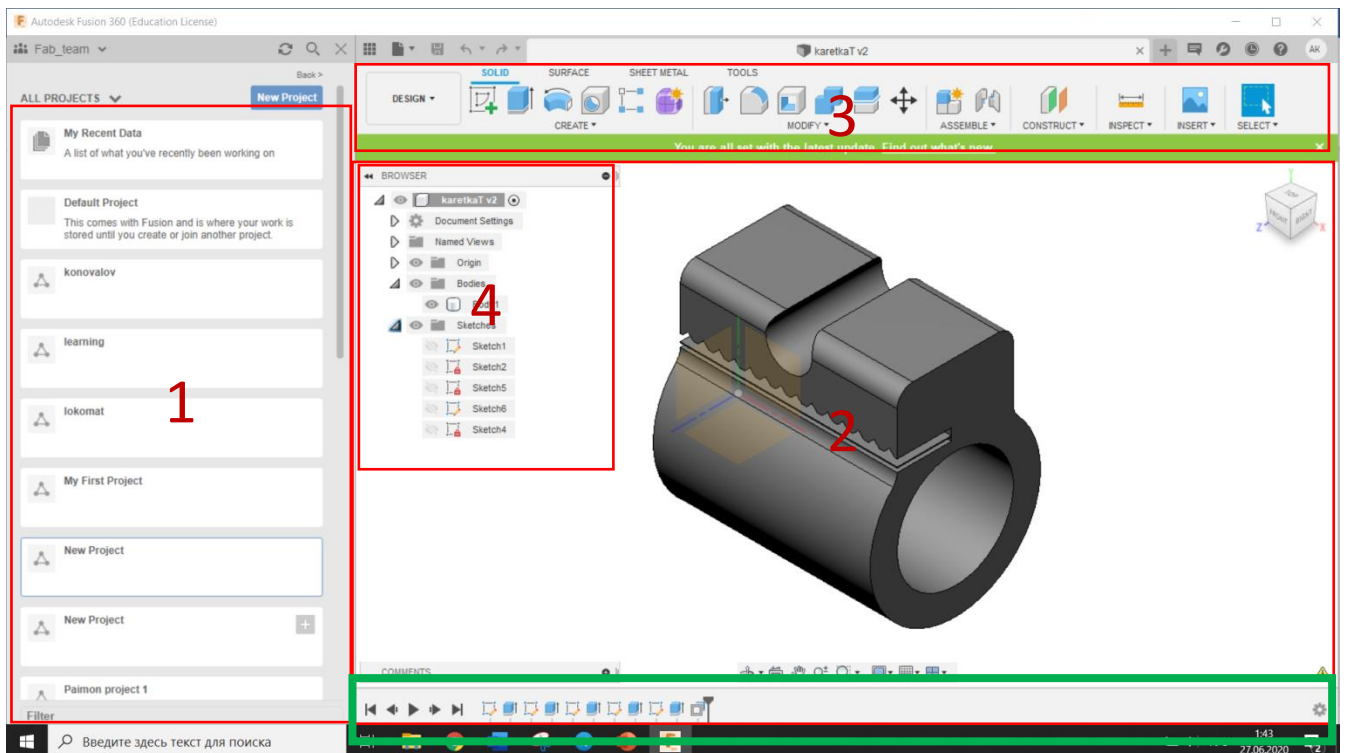 Autodesk Fusion 360 (Education License)
Fab_team
karetkaT v2
AK
Back >
ALL PROJECTS
New Project
My Recent Data
A list of what you've recently been working on
Default Project
This comes with Fusion and is where your work is
stored until you create or join another project.
konovalov
learning
lokomat
My First Project
New Project
New Project
Paimon project 1
Filter
1
SOLID SURFACE SHEET METAL TOOLS
DESIGN
CREATE MODIFY ASSEMBLE CONSTRUCT INSPECT INSERT SELECT
3
You are all set with the latest update. Find out what's new.
BROWSER
karetkaT v2
Document Settings
Named Views
Origin
Bodies
Body1
Sketches
Sketch1
Sketch2
Sketch5
Sketch6
Sketch4
4
2
Y
TOP
FRONT RIGHT
Z X
COMMENTS
Введите здесь текст для поиска
1:43
27.06.2020
2